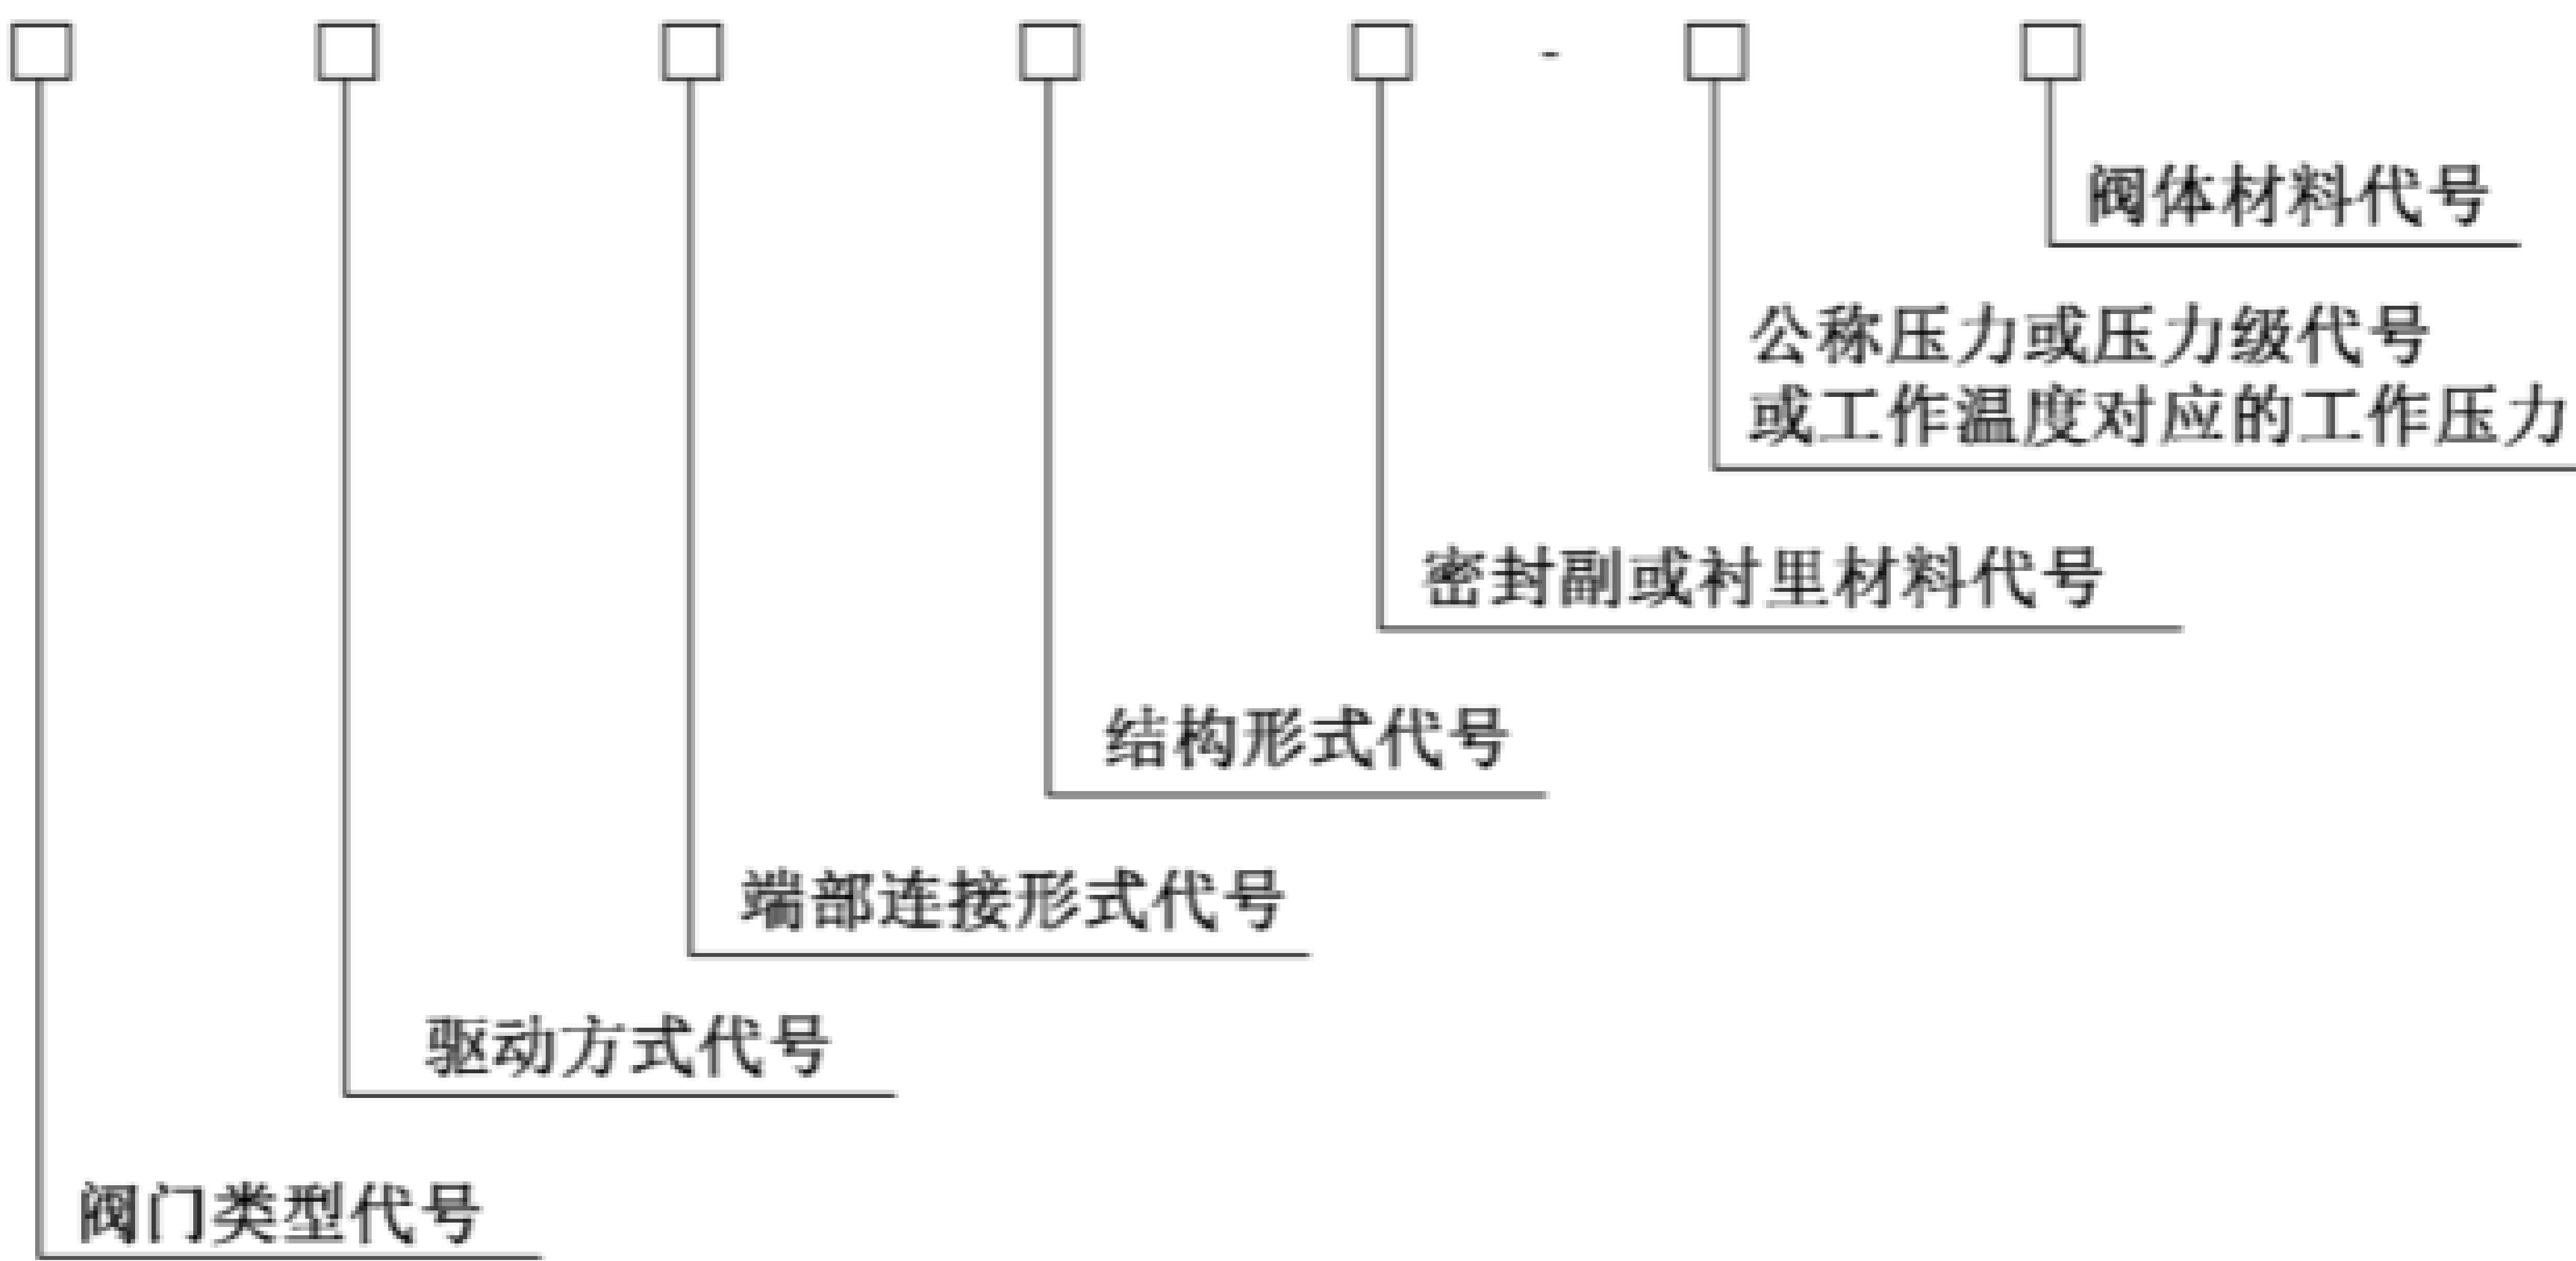 -
阀体材料代号
公称压力或压力级代号
或工作温度对应的工作压力
密封副或衬里材料代号
结构形式代号
端部连接形式代号
驱动方式代号
阀门类型代号